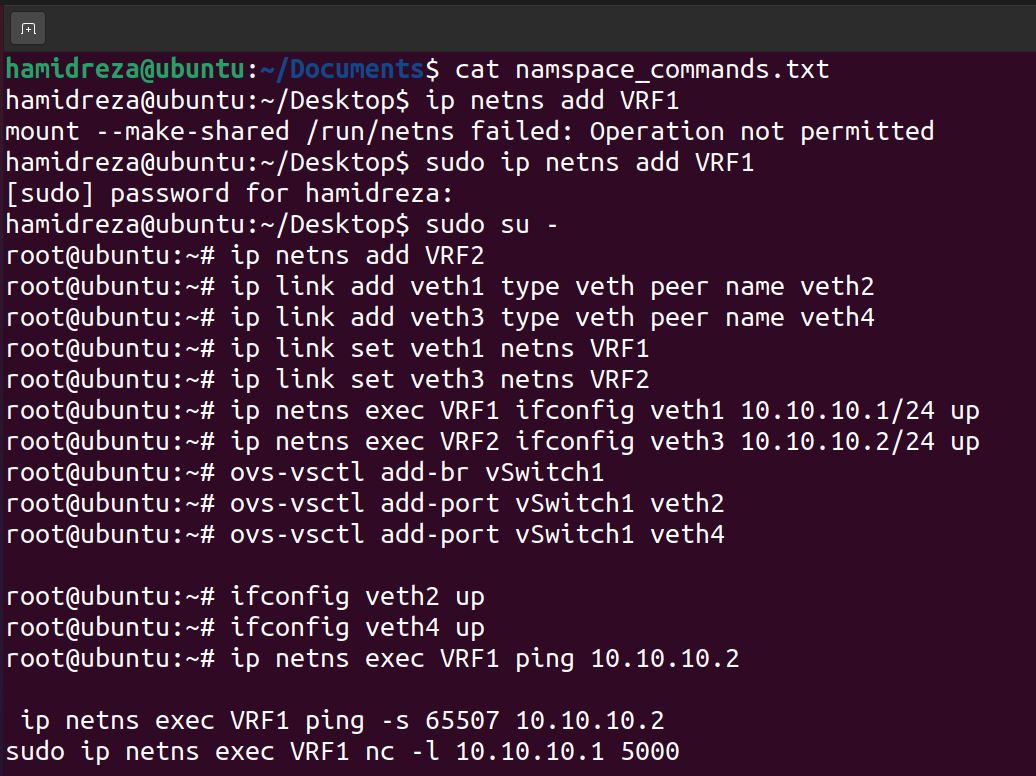 hamidreza@ubuntu:~/Documents$ cat namspace_commands.txt
hamidreza@ubuntu:~/Desktop$ ip netns add VRF1
mount --make-shared /run/netns failed: Operation not permitted
hamidreza@ubuntu:~/Desktop$ sudo ip netns add VRF1
[sudo] password for hamidreza:
hamidreza@ubuntu:~/Desktop$ sudo su -
root@ubuntu:~# ip netns add VRF2
root@ubuntu:~# ip link add veth1 type veth peer name veth2
root@ubuntu:~# ip link add veth3 type veth peer name veth4
root@ubuntu:~# ip link set veth1 netns VRF1
root@ubuntu:~# ip link set veth3 netns VRF2
root@ubuntu:~# ip netns exec VRF1 ifconfig veth1 10.10.10.1/24 up
root@ubuntu:~# ip netns exec VRF2 ifconfig veth3 10.10.10.2/24 up
root@ubuntu:~# ovs-vsctl add-br vSwitch1
root@ubuntu:~# ovs-vsctl add-port vSwitch1 veth2
root@ubuntu:~# ovs-vsctl add-port vSwitch1 veth4
root@ubuntu:~# ifconfig veth2 up
root@ubuntu:~# ifconfig veth4 up
root@ubuntu:~# ip netns exec VRF1 ping 10.10.10.2
ip netns exec VRF1 ping -s 65507 10.10.10.2
sudo ip netns exec VRF1 nc -l 10.10.10.1 5000